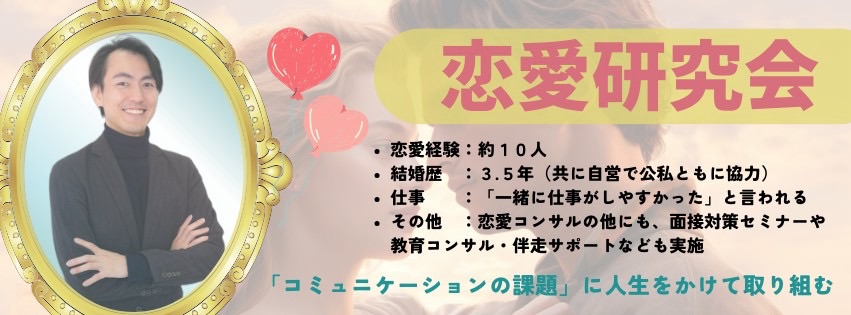 恋愛研究会
・恋愛経験：約１０人
・結婚歴　：３.５年（共に自営で公私ともに協力）
・仕事　　：「一緒に仕事がしやすかった」と言われる
・その他　：恋愛コンサルの他にも、面接対策セミナーや
教育コンサル・伴走サポートなども実施
「コミュニケーションの課題」に人生をかけて取り組む